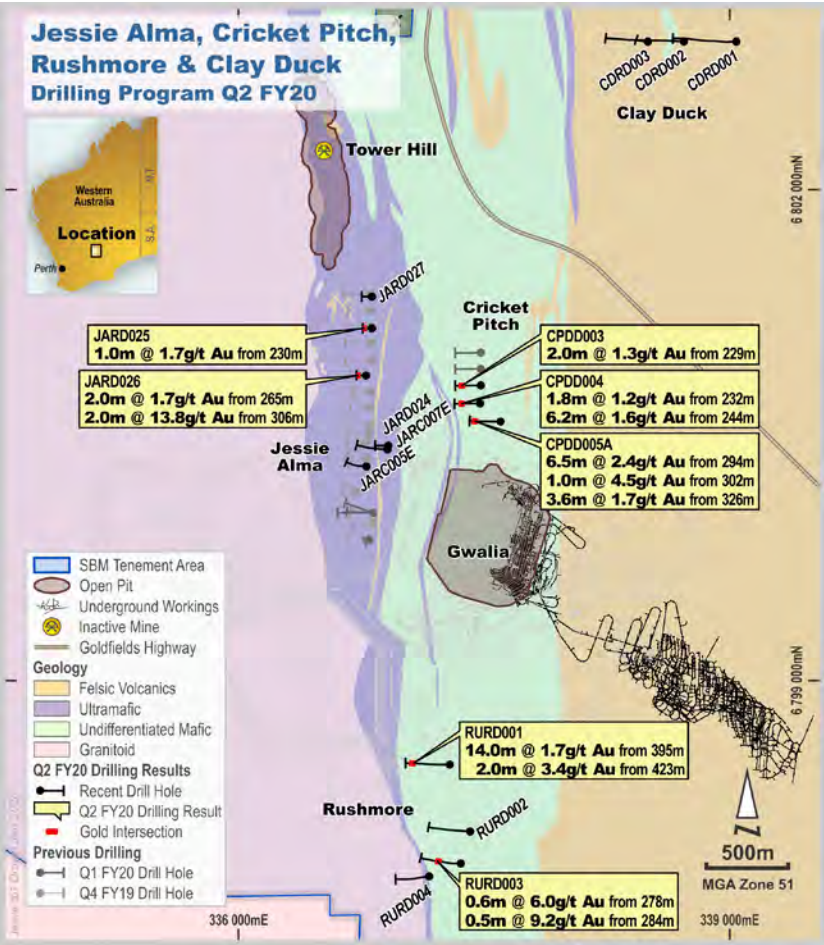 Jessie Alma, Cricket Pitch,
Rushmore & Clay Duck
Drilling Program Q2 FY20
CDRD003
CDRD002
CDRD001
Clay Duck
Tower Hill
Western
Australia
N.T.
S.A.
Location
Perth
6 802 000mN
JARD027
Cricket
Pitch
JARD025
1.0m @ 1.7g/t Au from 230m
JARD026
2.0m @ 1.7g/t Au from 265m
2.0m @ 13.8g/t Au from 306m
CPDD003
2.0m @ 1.3g/t Au from 229m
CPDD004
1.8m @ 1.2g/t Au from 232m
6.2m @ 1.6g/t Au from 244m
CPDD005A
6.5m @ 2.4g/t Au from 294m
1.0m @ 4.5g/t Au from 302m
3.6m @ 1.7g/t Au from 326m
JARD024
JARC007E
JARC005E
Jessie
Alma
Gwalia
SBM Tenement Area
Open Pit
Underground Workings
Inactive Mine
Goldfields Highway
Geology
Felsic Volcanics
Ultramafic
Undifferentiated Mafic
Granitoid
Q2 FY20 Drilling Results
Recent Drill Hole
Q2 FY20 Drilling Result
Gold Intersection
Previous Drilling
Q1 FY20 Drill Hole
Q4 FY19 Drill Hole
6 799 000mN
RURD001
14.0m @ 1.7g/t Au from 395m
2.0m @ 3.4g/t Au from 423m
Rushmore
RURD002
RURD003
0.6m @ 6.0g/t Au from 278m
0.5m @ 9.2g/t Au from 284m
RURD004
N
500m
MGA Zone 51
336 000mE
339 000mE